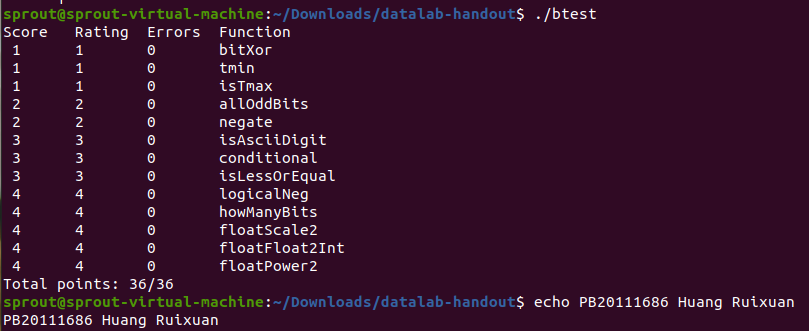 sprout@sprout-virtual-machine:~/Downloads/datalab-handout$ ./btest
Score Rating Errors Function
1 1 0 bitXor
1 1 0 tmin
1 1 0 isTmax
2 2 0 allOddBits
2 2 0 negate
3 3 0 isAsciiDigit
3 3 0 conditional
3 3 0 isLessOrEqual
4 4 0 logicalNeg
4 4 0 howManyBits
4 4 0 floatScale2
4 4 0 floatFloat2Int
4 4 0 floatPower2
Total points: 36/36
sprout@sprout-virtual-machine:~/Downloads/datalab-handout$ echo PB20111686 Huang Ruixuan
PB20111686 Huang Ruixuan